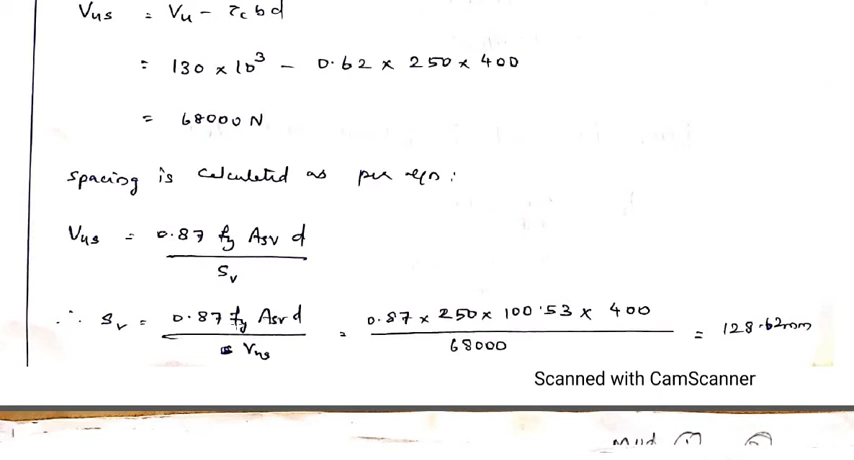 Vus = Vu - τc b d
= 130 × 10³ - 0.62 × 250 × 400
= 68000 N
Spacing is calculated as per eqn:
Vus = 0.87 fy Asv d / Sv
∴ Sv = 0.87 fy Asv d / Vus = 0.87 × 250 × 100.53 × 400 / 68000 = 128.62mm
Scanned with CamScanner